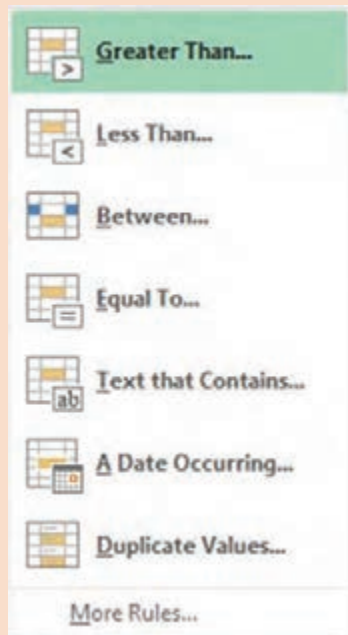 Greater Than...
Less Than...
Between...
Equal To...
Text that Contains...
A Date Occurring...
Duplicate Values...
More Rules...